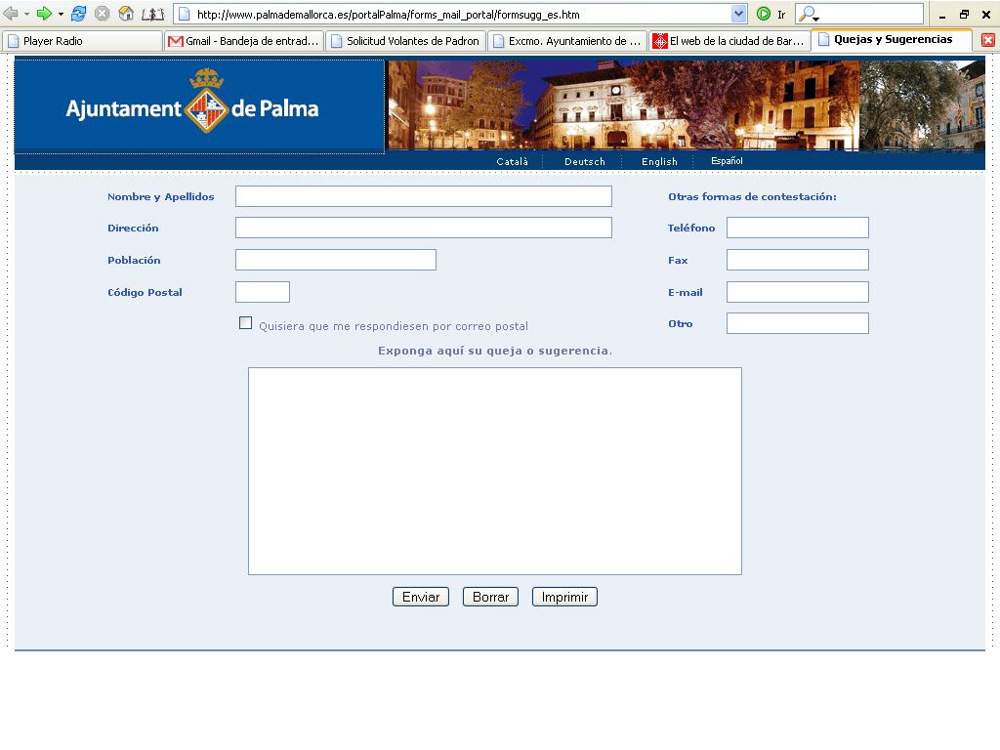 http://www.palmademallorca.es/portalPalma/forms_mail_portal/formsugg_es.htm Ir
Player Radio Gmail - Bandeja de entrad... Solicitud Volantes de Padron Excmo. Ayuntamiento de ... El web de la ciudad de Bar... Quejas y Sugerencias
Ajuntament de Palma
Català Deutsch English Español
Nombre y Apellidos Otras formas de contestación:
Dirección Teléfono
Población Fax
Código Postal E-mail
Quisiera que me respondiesen por correo postal Otro
Exponga aquí su queja o sugerencia.
Enviar Borrar Imprimir